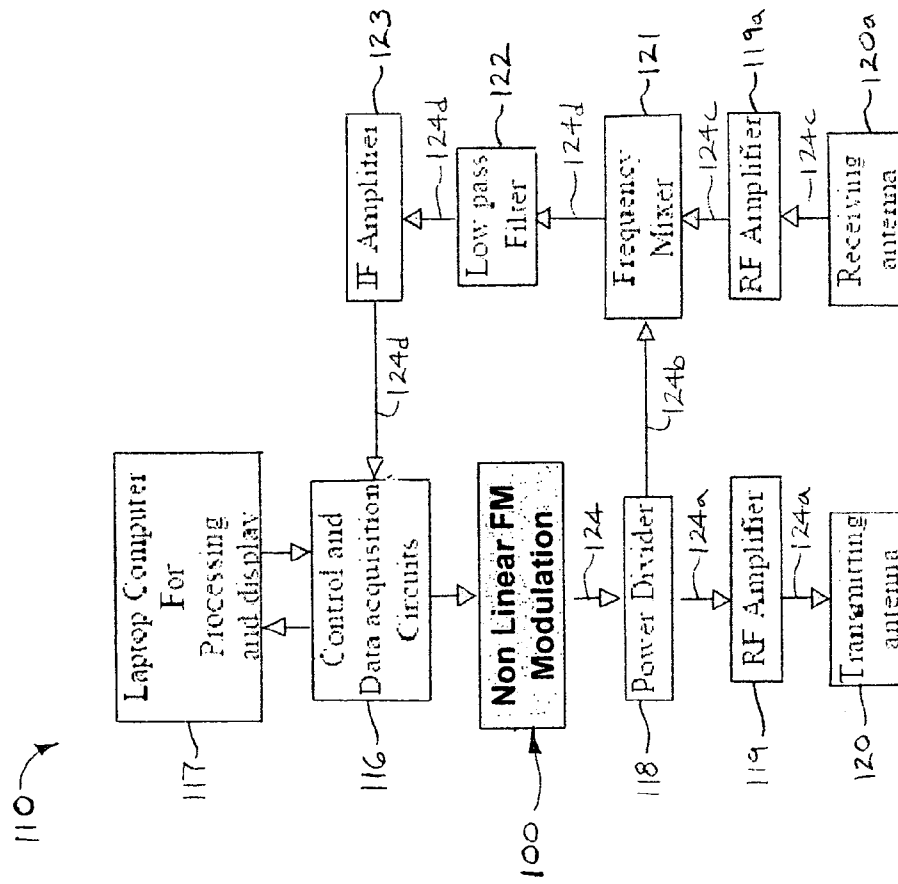 110
Laptop Computer
For
Processing
and display
117
Control and
Data acquisition
Circuits
116
Non Linear FM
Modulation
100
124
Power Divider
118
124b
124a
RF Amplifier
119
124a
Transmitting
antenna
120
IF Amplifier
123
124d
124d
Low pass
Filter
122
124d
Frequency
Mixer
121
124c
RF Amplifier
119a
124c
Receiving
antenna
120a